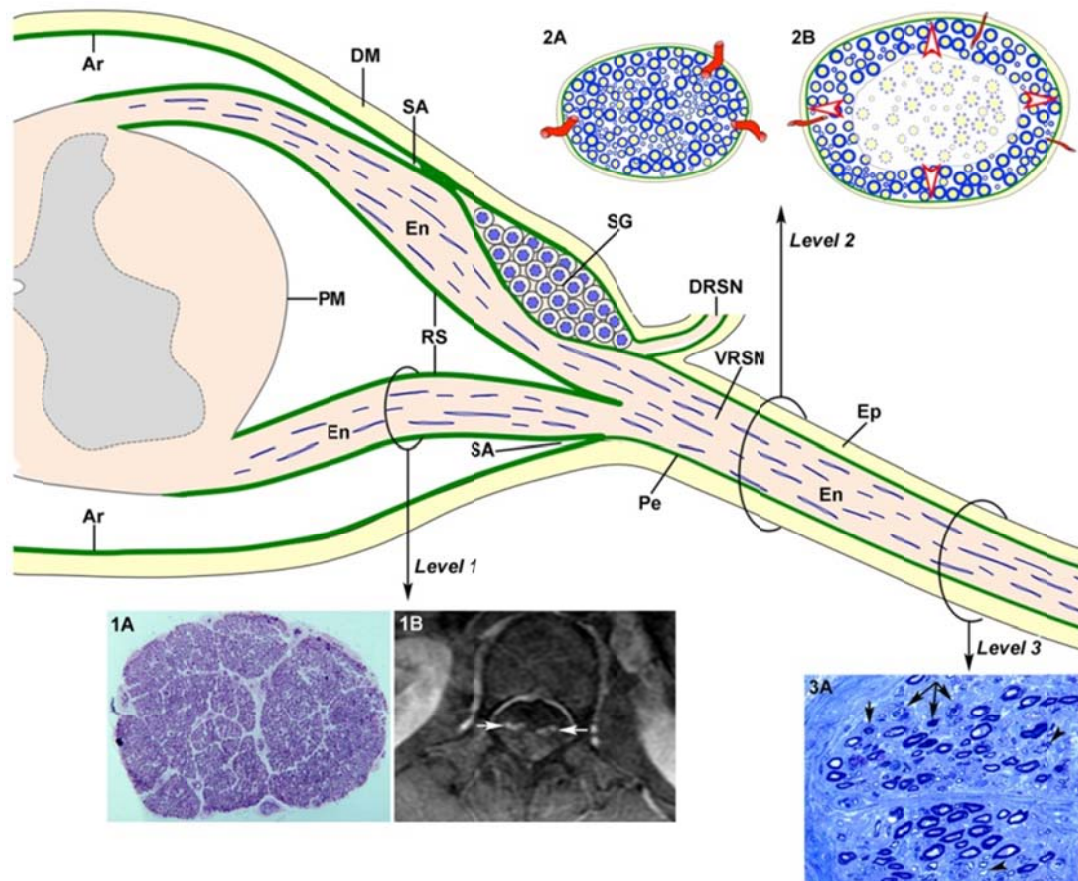 2A
2B
DM
Ar
SA
En
SG
Level 2
DRSN
PM
RS
VRSN
Ep
En
SA
En
Pe
Ar
Level 1
Level 3
1A
1B
3A